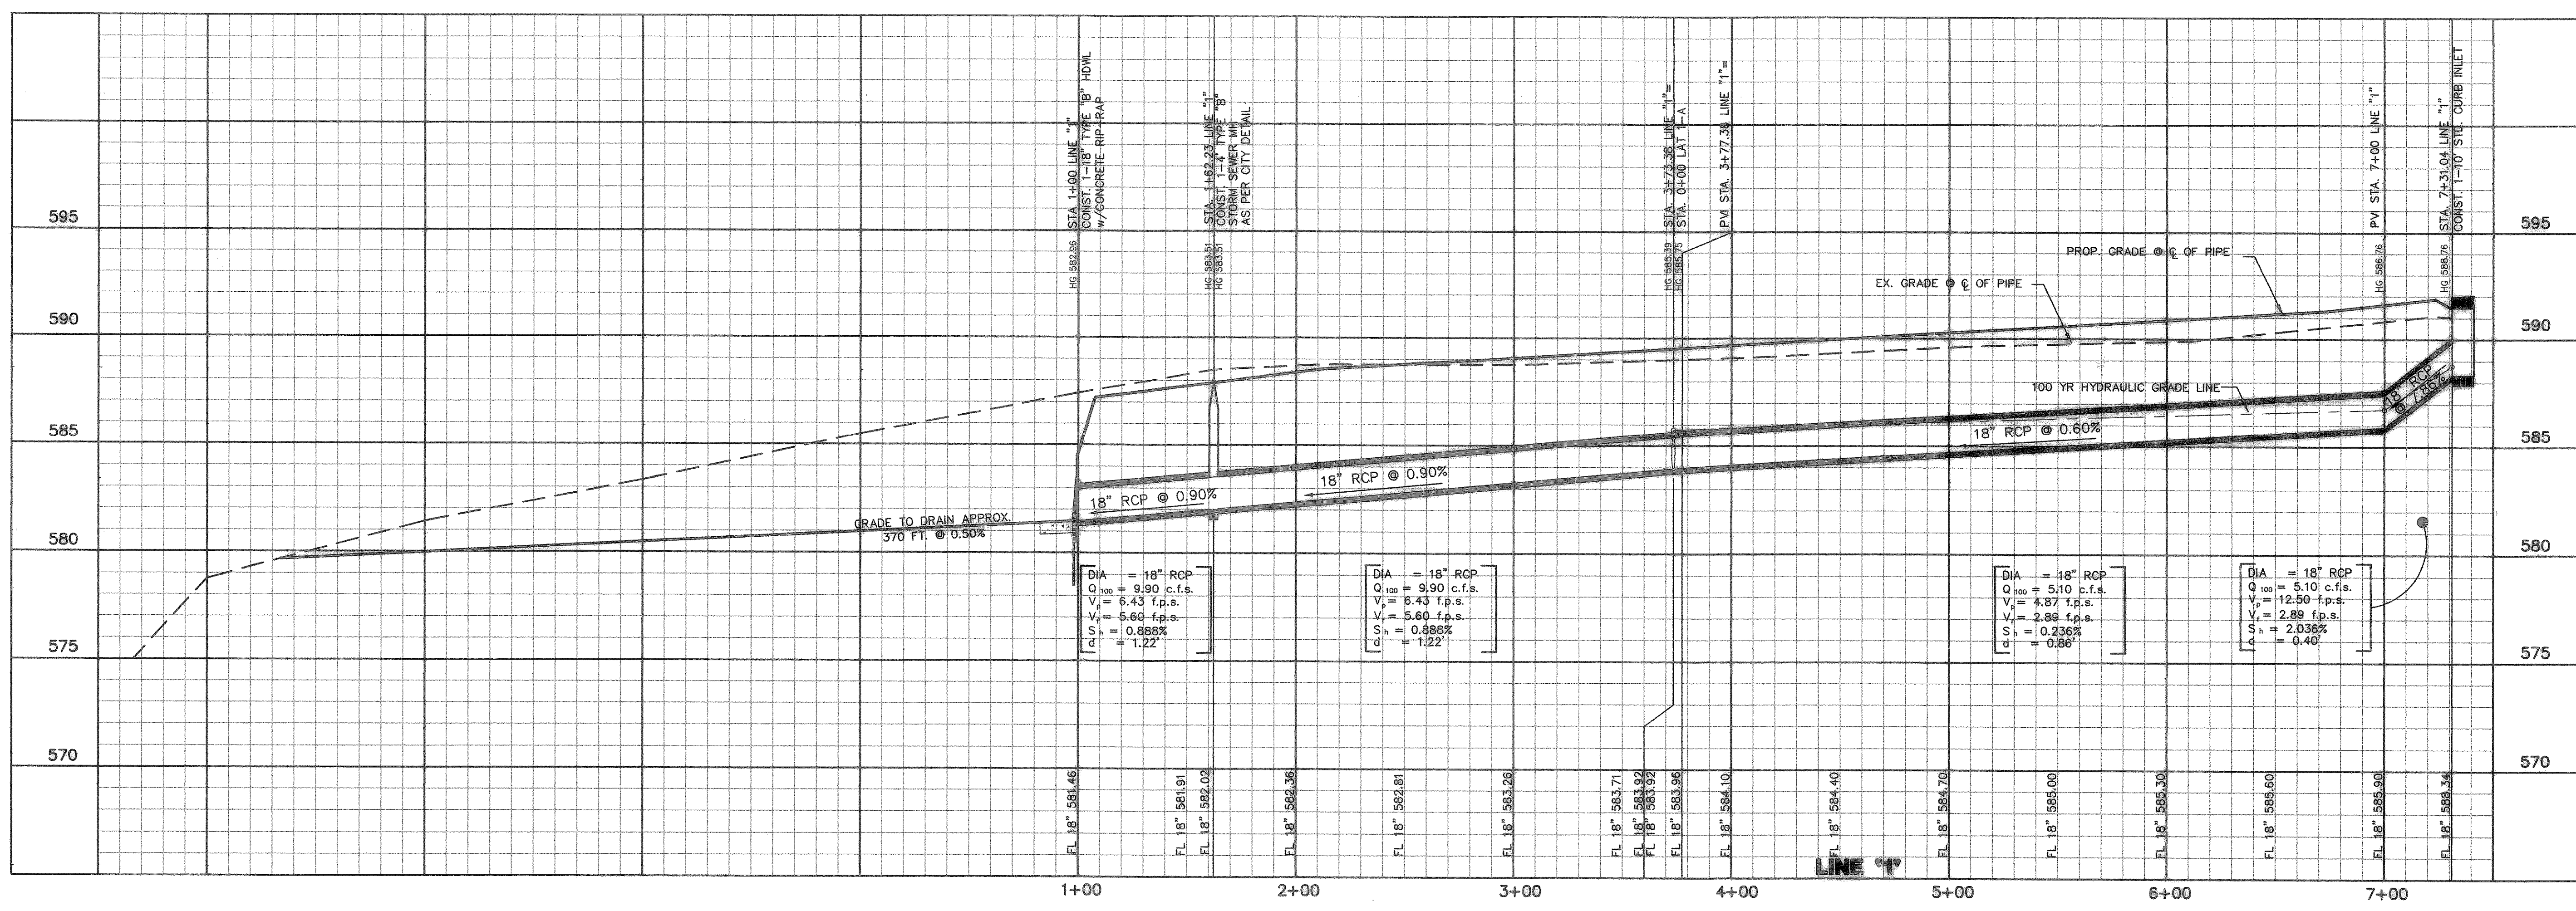 STA 1+00 LINE "1"
CONST. 1-18" TYPE "B" HDWL
w/CONCRETE RIP-RAP
HG 582.96
STA. 1+62.23 LINE "1"
CONST. 1-4' TYPE "B"
STORM SEWER MH
AS PER CITY DETAIL
HG 583.51
HG 583.51
STA. 3+73.38 LINE "1"=
STA. 0+00 LAT 1-A
HG 585.39
HG 585.75
PVI STA. 3+77.38 LINE "1"=
PVI STA. 7+00 LINE "1"
HG 586.76
STA. 7+31.04 LINE "1"
CONST. 1-10' STD. CURB INLET
HG 588.76
595
595
PROP. GRADE @ ℄ OF PIPE
EX. GRADE @ ℄ OF PIPE
590
590
100 YR HYDRAULIC GRADE LINE
18" RCP
@ 7.86%
585
585
18" RCP @ 0.60%
18" RCP @ 0.90%
18" RCP @ 0.90%
GRADE TO DRAIN APPROX.
370 FT. @ 0.50%
580
580
DIA = 18" RCP
Q100 = 9.90 c.f.s.
Vp = 6.43 f.p.s.
Vf = 5.60 f.p.s.
Sh = 0.888%
d = 1.22'
DIA = 18" RCP
Q100 = 9.90 c.f.s.
Vp = 6.43 f.p.s.
Vf = 5.60 f.p.s.
Sh = 0.888%
d = 1.22'
DIA = 18" RCP
Q100 = 5.10 c.f.s.
Vp = 4.87 f.p.s.
Vf = 2.89 f.p.s.
Sh = 0.236%
d = 0.86'
DIA = 18" RCP
Q100 = 5.10 c.f.s.
Vp = 12.50 f.p.s.
Vf = 2.89 f.p.s.
Sh = 2.036%
d = 0.40'
575
575
570
570
FL 18" 581.46
FL 18" 581.91
FL 18" 582.02
FL 18" 582.36
FL 18" 582.81
FL 18" 583.26
FL 18" 583.71
FL 18" 583.92
FL 18" 583.92
FL 18" 583.96
FL 18" 584.10
FL 18" 584.40
FL 18" 584.70
FL 18" 585.00
FL 18" 585.30
FL 18" 585.60
FL 18" 585.90
FL 18" 588.34
LINE "1"
1+00
2+00
3+00
4+00
5+00
6+00
7+00